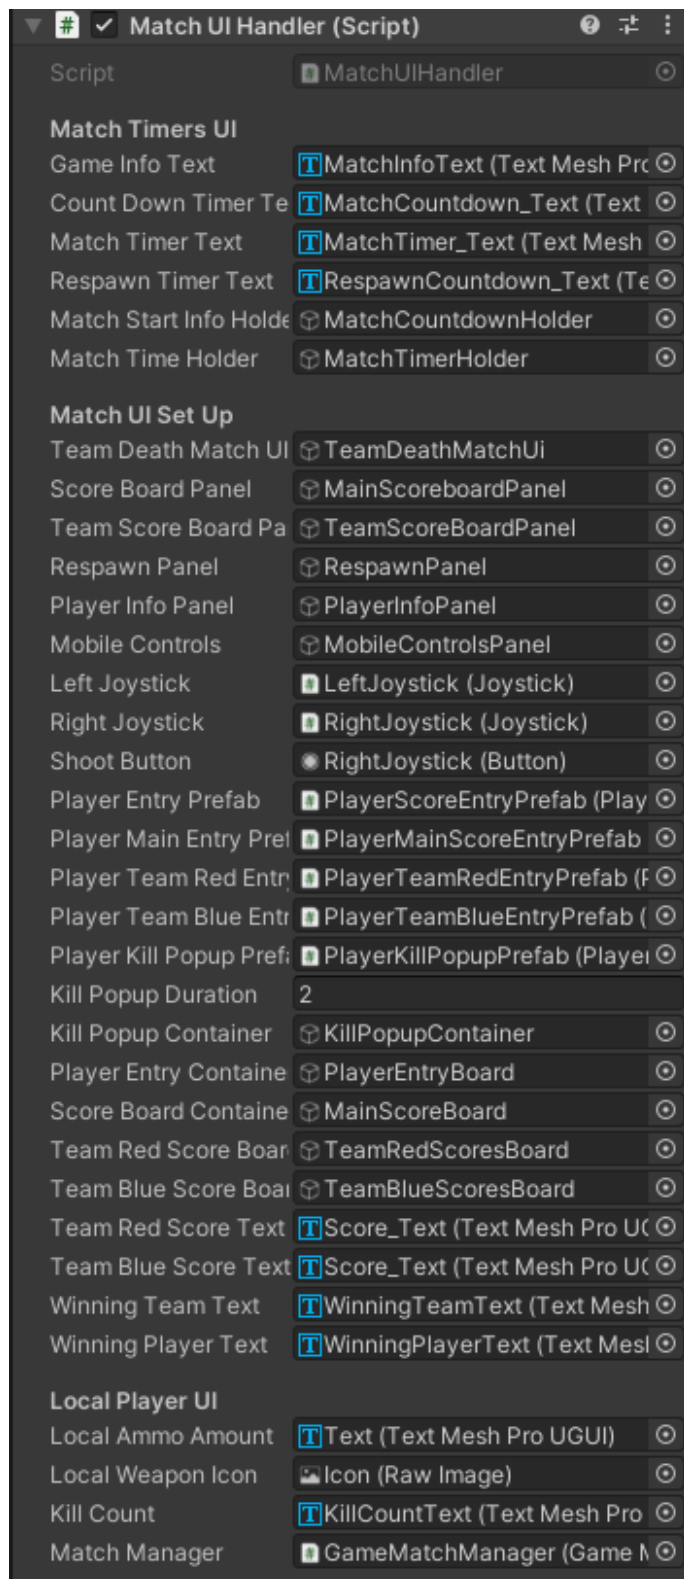 Match UI Handler (Script)
Script MatchUIHandler
Match Timers UI
Game Info Text MatchInfoText (Text Mesh Pro
Count Down Timer Te MatchCountdown_Text (Text
Match Timer Text MatchTimer_Text (Text Mesh
Respawn Timer Text RespawnCountdown_Text (Te
Match Start Info Holde MatchCountdownHolder
Match Time Holder MatchTimerHolder
Match UI Set Up
Team Death Match UI TeamDeathMatchUi
Score Board Panel MainScoreboardPanel
Team Score Board Pa TeamScoreBoardPanel
Respawn Panel RespawnPanel
Player Info Panel PlayerInfoPanel
Mobile Controls MobileControlsPanel
Left Joystick LeftJoystick (Joystick)
Right Joystick RightJoystick (Joystick)
Shoot Button RightJoystick (Button)
Player Entry Prefab PlayerScoreEntryPrefab (Play
Player Main Entry Pref PlayerMainScoreEntryPrefab
Player Team Red Entry PlayerTeamRedEntryPrefab (P
Player Team Blue Entr PlayerTeamBlueEntryPrefab (
Player Kill Popup Prefa PlayerKillPopupPrefab (Player
Kill Popup Duration 2
Kill Popup Container KillPopupContainer
Player Entry Containe PlayerEntryBoard
Score Board Containe MainScoreBoard
Team Red Score Boar TeamRedScoresBoard
Team Blue Score Boar TeamBlueScoresBoard
Team Red Score Text Score_Text (Text Mesh Pro UG
Team Blue Score Text Score_Text (Text Mesh Pro UG
Winning Team Text WinningTeamText (Text Mesh
Winning Player Text WinningPlayerText (Text Mesh
Local Player UI
Local Ammo Amount Text (Text Mesh Pro UGUI)
Local Weapon Icon Icon (Raw Image)
Kill Count KillCountText (Text Mesh Pro
Match Manager GameMatchManager (Game M